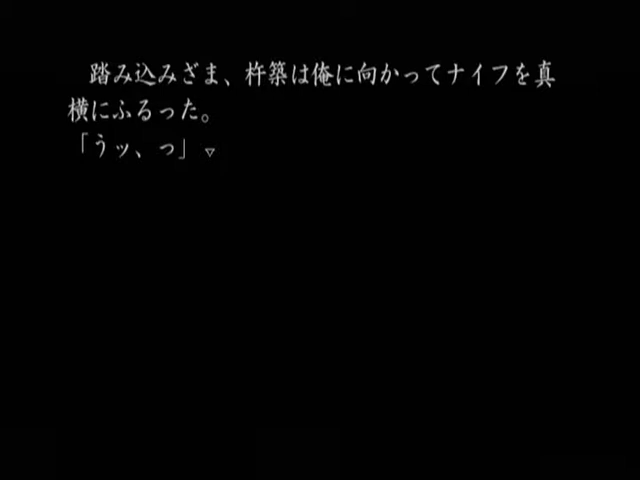 踏み込みざま、杵築は俺に向かってナイフを真
横にふるった。
「うッ、っ」▽